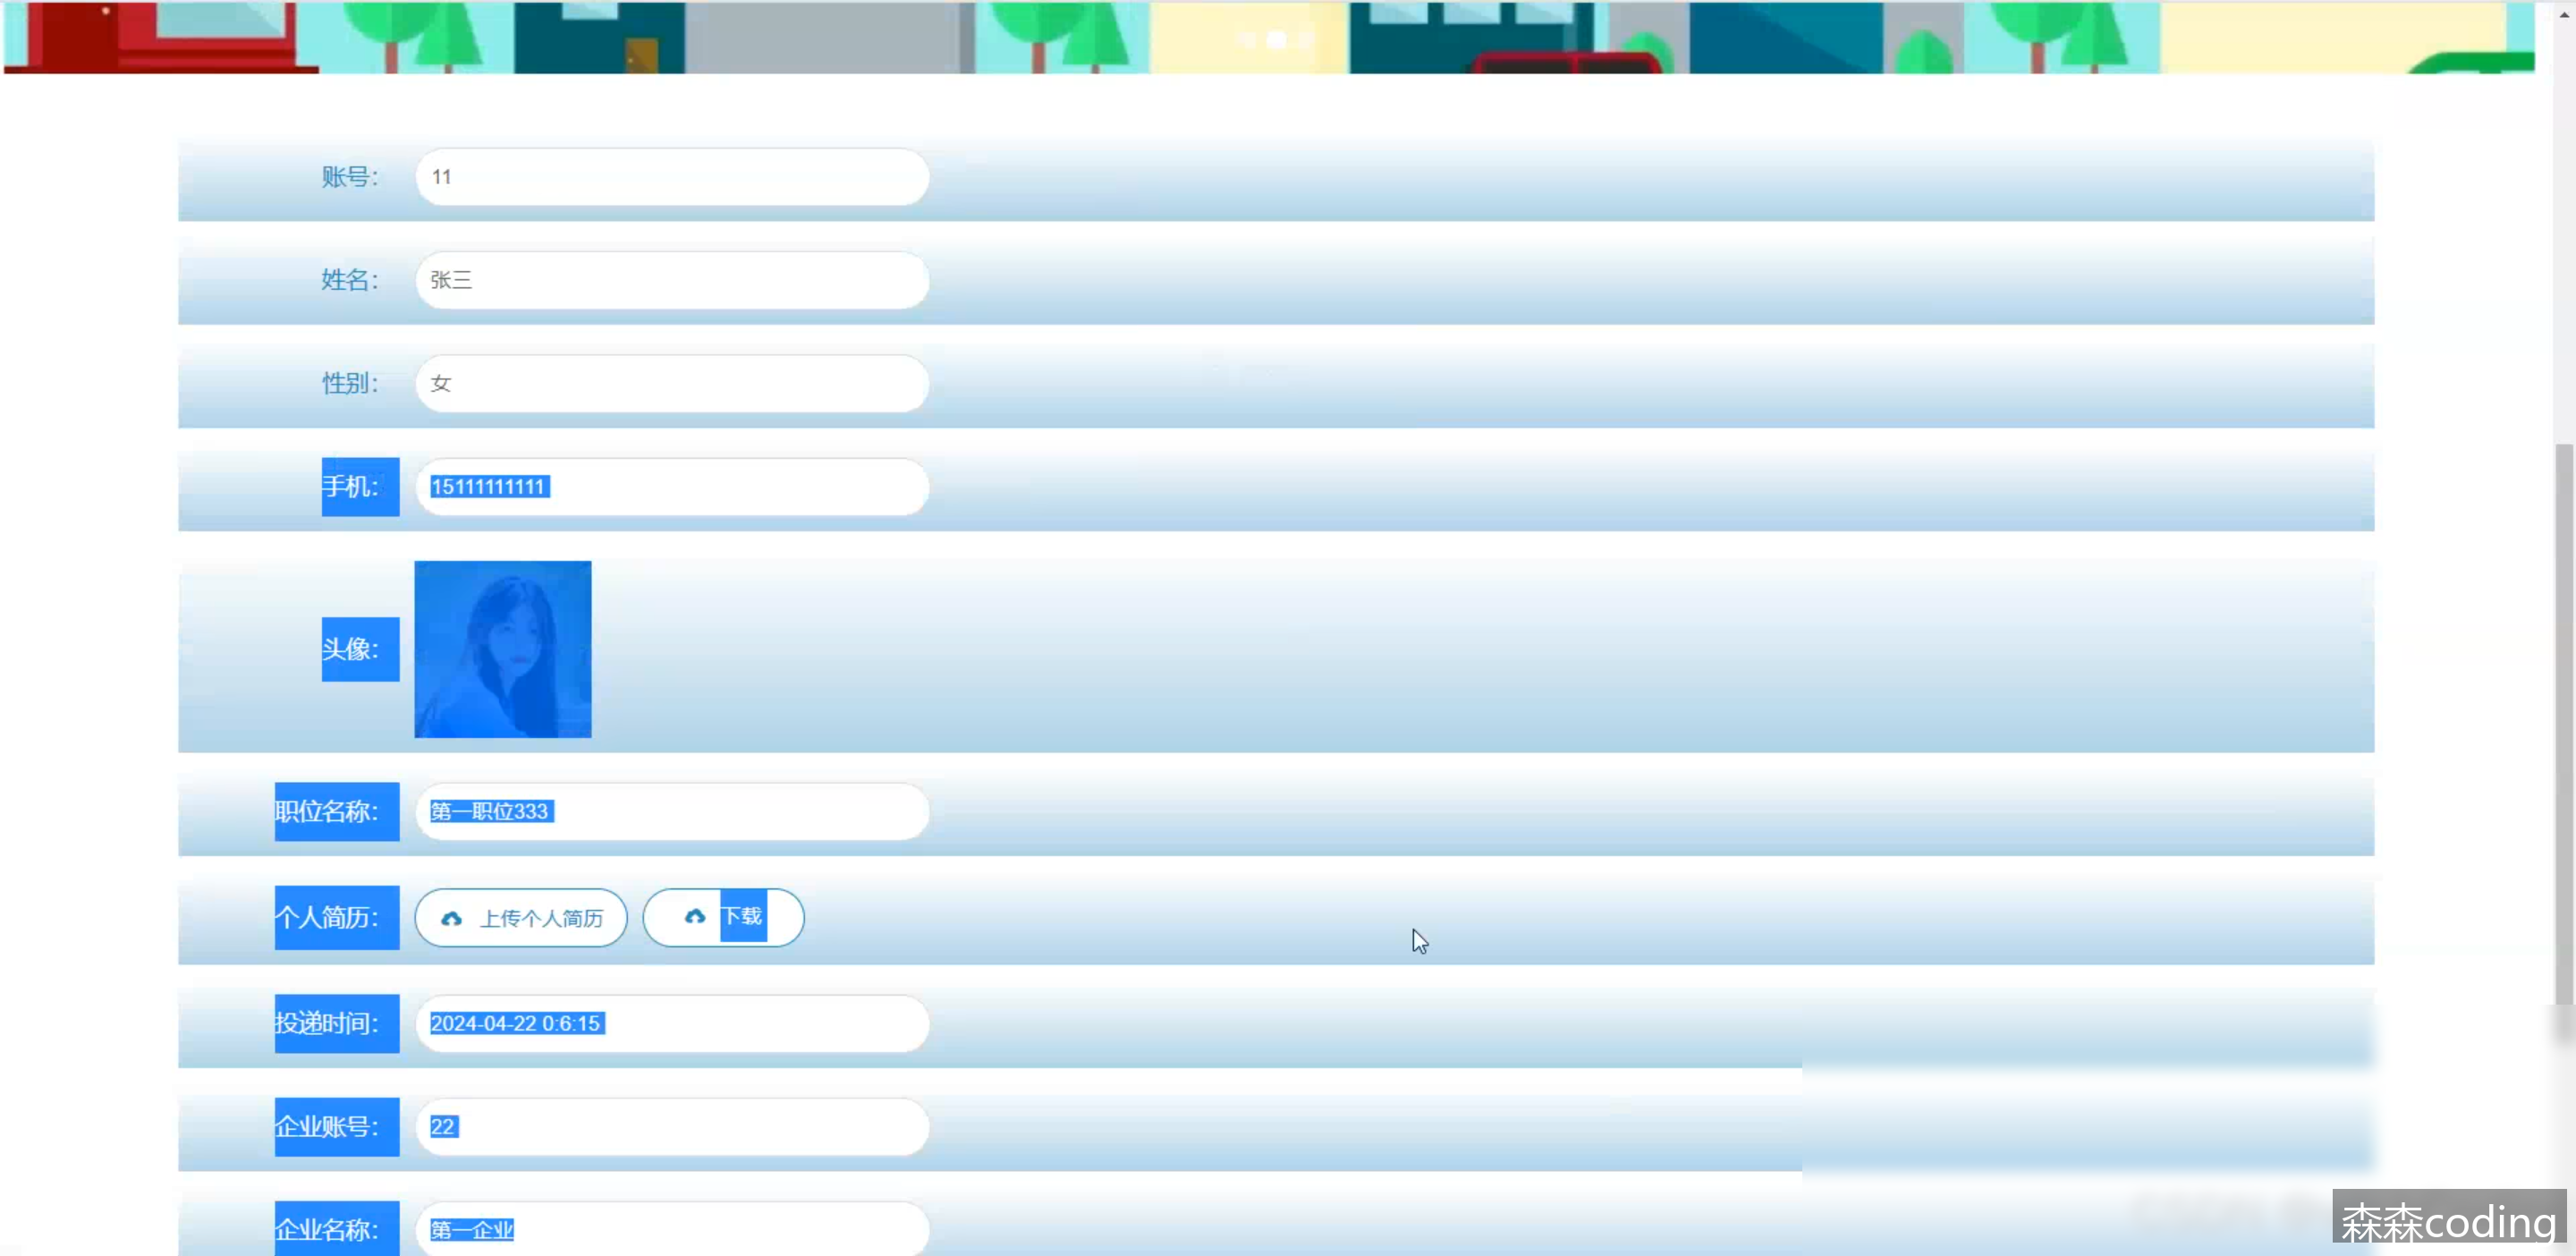 账号： 11
姓名： 张三
性别： 女
手机： 15111111111
头像：
职位名称： 第一职位333
个人简历： 上传个人简历 下载
投递时间： 2024-04-22 0:6:15
企业账号： 22
企业名称： 第一企业
森森coding